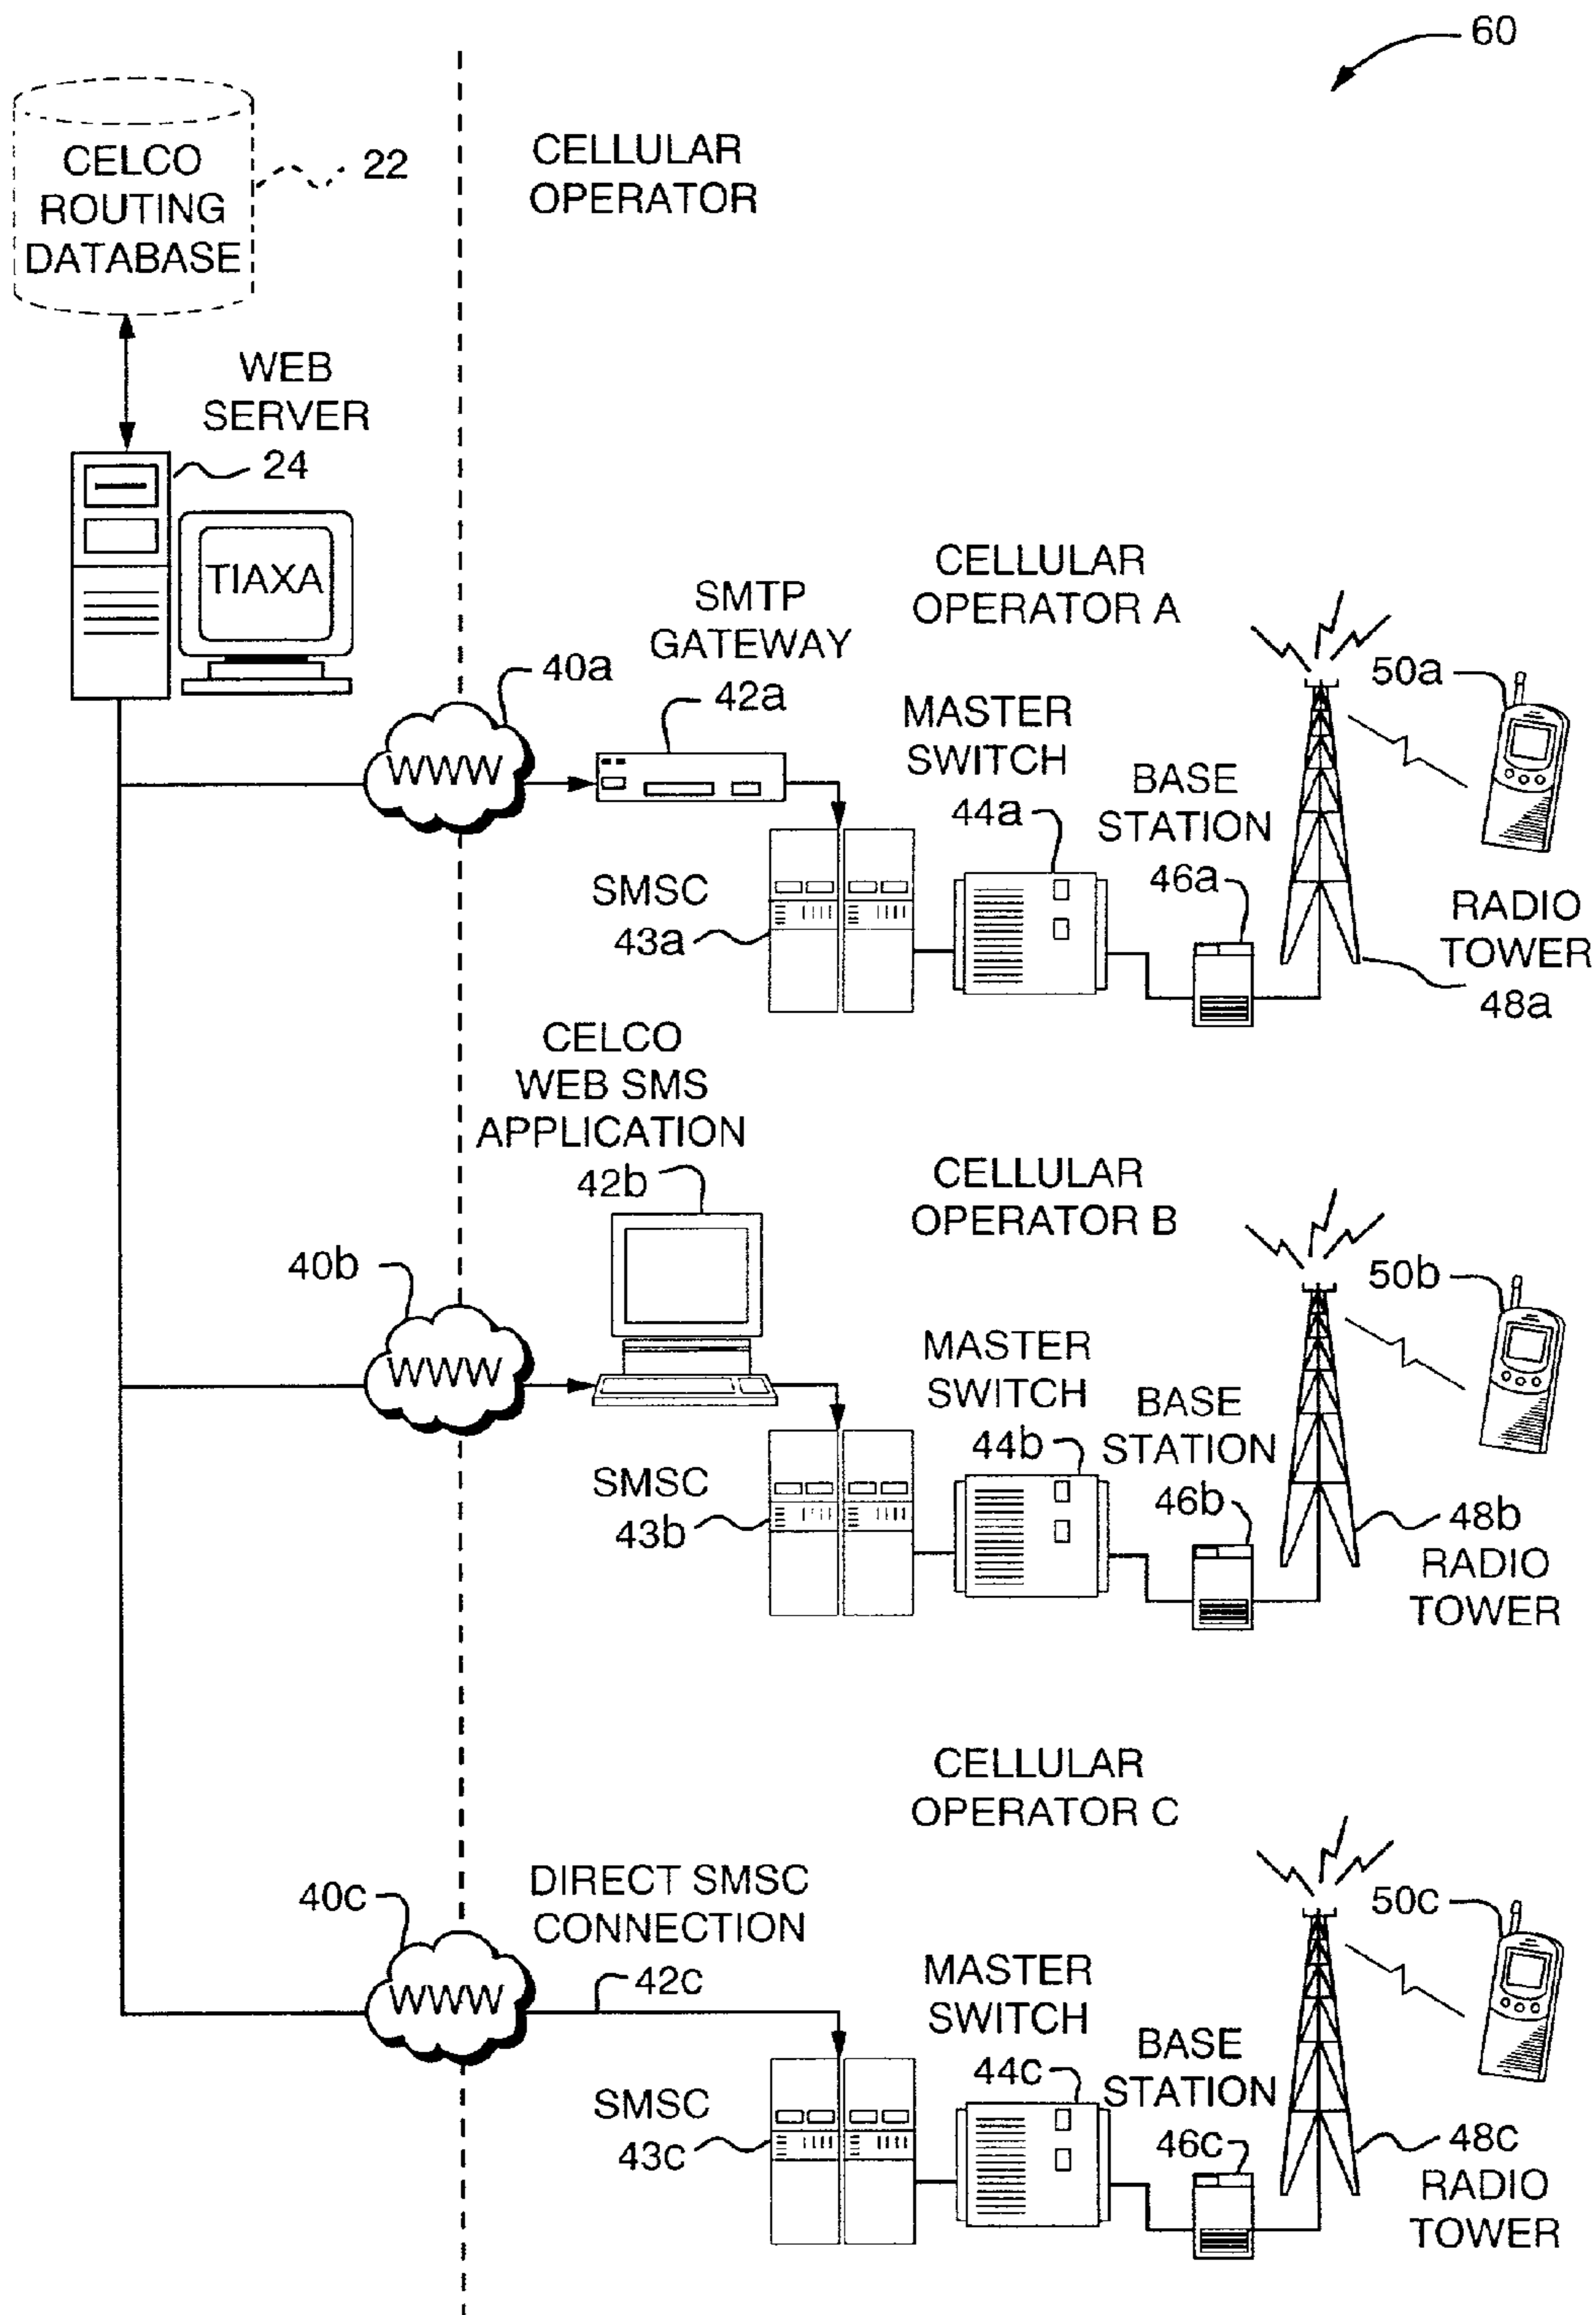 60
CELCO
ROUTING
DATABASE
22
CELLULAR
OPERATOR
WEB
SERVER
24
TIAXA
40a
SMTP
GATEWAY
42a
CELLULAR
OPERATOR A
MASTER
SWITCH
44a
BASE
STATION
46a
50a
WWW
SMSC
43a
RADIO
TOWER
48a
CELCO
WEB SMS
APPLICATION
42b
CELLULAR
OPERATOR B
40b
WWW
MASTER
SWITCH
44b
BASE
STATION
46b
50b
SMSC
43b
48b
RADIO
TOWER
CELLULAR
OPERATOR C
40c
WWW
DIRECT SMSC
CONNECTION
42c
MASTER
SWITCH
44c
BASE
STATION
46c
50c
SMSC
43c
48c
RADIO
TOWER